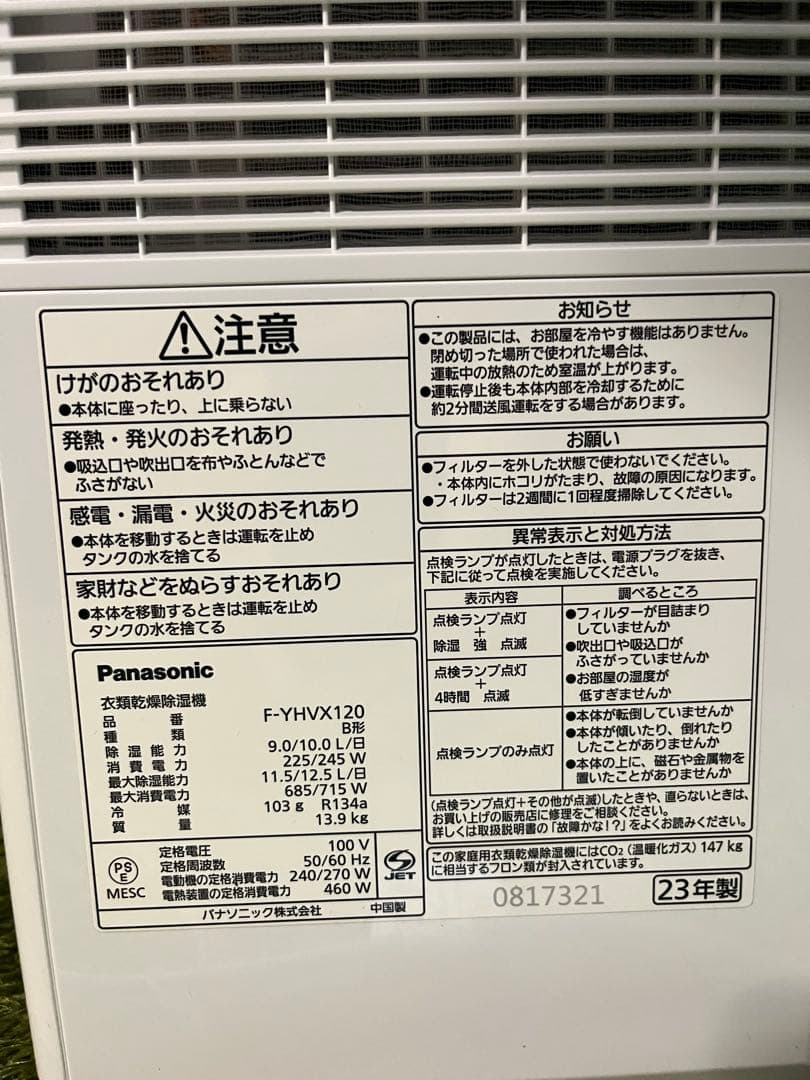 注意
けがのおそれあり
●本体に座ったり、上に乗らない
発熱・発火のおそれあり
●吸込口や吹出口を布やふとんなどで
ふさがない
感電・漏電・火災のおそれあり
●本体を移動するときは運転を止め
タンクの水を捨てる
家財などをぬらすおそれあり
●本体を移動するときは運転を止め
タンクの水を捨てる
Panasonic
衣類乾燥除湿機
品番 F-YHVX120
種類 B形
除湿能力 9.0/10.0 L/日
消費電力 225/245 W
最大除湿能力 11.5/12.5 L/日
最大消費電力 685/715 W
冷媒 103 g R134a
質量 13.9 kg
PS
E
MESC
定格電圧 100 V
定格周波数 50/60 Hz
電動機の定格消費電力 240/270 W
電熱装置の定格消費電力 460 W
S
JET
パナソニック株式会社 中国製
お知らせ
●この製品には、お部屋を冷やす機能はありません。
閉め切った場所で使われた場合は、
運転中の放熱のため室温が上がります。
●運転停止後も本体内部を冷却するために
約2分間送風運転をする場合があります。
お願い
●フィルターを外した状態で使わないでください。
・本体内にホコリがたまり、故障の原因になります。
●フィルターは2週間に1回程度掃除してください。
異常表示と対処方法
点検ランプが点灯したときは、電源プラグを抜き、
下記に従って点検を実施してください。
表示内容 調べるところ
点検ランプ点灯
+
除湿 強 点滅
点検ランプ点灯
+
4時間 点滅
●フィルターが目詰まり
していませんか
●吹出口や吸込口が
ふさがっていませんか
●お部屋の湿度が
低すぎませんか
点検ランプのみ点灯
●本体が転倒していませんか
●本体が傾いたり、倒れたり
したことがありませんか
●本体の上に、磁石や金属物を
置いたことがありませんか
(点検ランプ点灯+その他が点滅)したときや、直らないときは、
お買い上げの販売店に修理をご相談ください。
詳しくは取扱説明書の「故障かな!?」をよくお読みください。
この家庭用衣類乾燥除湿機にはCO2(温暖化ガス)147 kg
に相当するフロン類が封入されています。
0817321
23年製